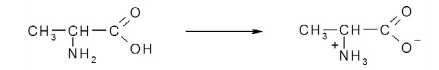 O O
CH3—CH—C CH3—CH—C
NH2 OH + NH3 O−